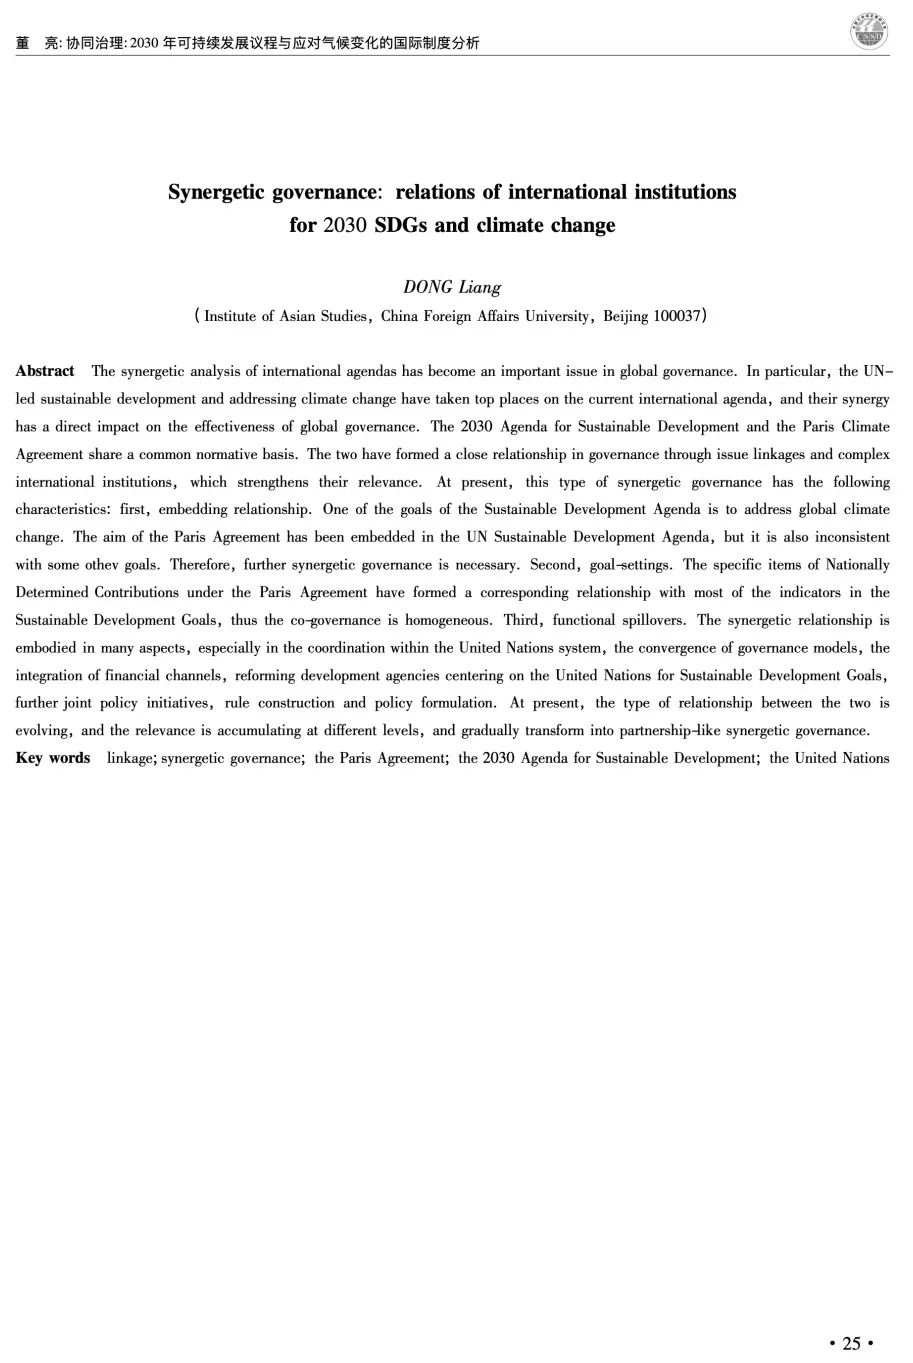 董 亮:协同治理:2030 年可持续发展议程与应对气候变化的国际制度分析
CSSD
Synergetic governance: relations of international institutions
for 2030 SDGs and climate change
DONG Liang
( Institute of Asian Studies, China Foreign Affairs University, Beijing 100037)
Abstract The synergetic analysis of international agendas has become an important issue in global governance. In particular, the UN-
led sustainable development and addressing climate change have taken top places on the current international agenda, and their synergy
has a direct impact on the effectiveness of global governance. The 2030 Agenda for Sustainable Development and the Paris Climate
Agreement share a common normative basis. The two have formed a close relationship in governance through issue linkages and complex
international institutions, which strengthens their relevance. At present, this type of synergetic governance has the following
characteristics: first, embedding relationship. One of the goals of the Sustainable Development Agenda is to address global climate
change. The aim of the Paris Agreement has been embedded in the UN Sustainable Development Agenda, but it is also inconsistent
with some othev goals. Therefore, further synergetic governance is necessary. Second, goal-settings. The specific items of Nationally
Determined Contributions under the Paris Agreement have formed a corresponding relationship with most of the indicators in the
Sustainable Development Goals, thus the co-governance is homogeneous. Third, functional spillovers. The synergetic relationship is
embodied in many aspects, especially in the coordination within the United Nations system, the convergence of governance models, the
integration of financial channels, reforming development agencies centering on the United Nations for Sustainable Development Goals,
further joint policy initiatives, rule construction and policy formulation. At present, the type of relationship between the two is
evolving, and the relevance is accumulating at different levels, and gradually transform into partnership-like synergetic governance.
Key words linkage; synergetic governance; the Paris Agreement; the 2030 Agenda for Sustainable Development; the United Nations
· 25 ·